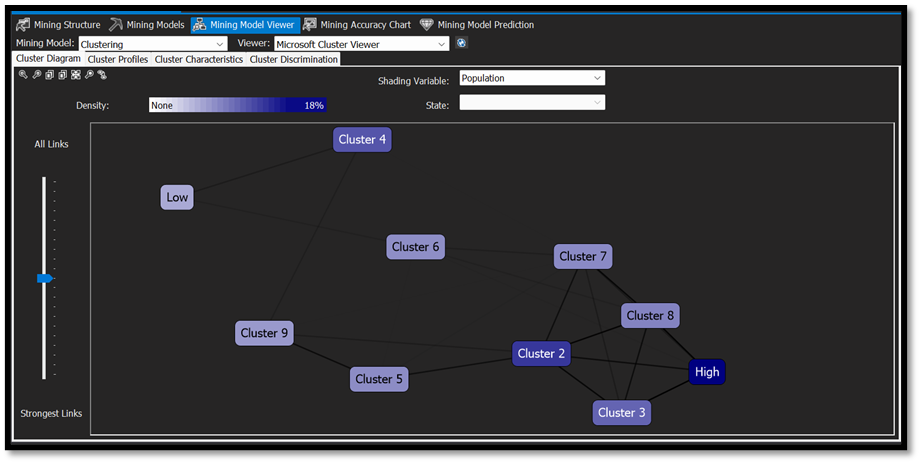 Mining Structure Mining Models Mining Model Viewer Mining Accuracy Chart Mining Model Prediction
Mining Model: Clustering Viewer: Microsoft Cluster Viewer
Cluster Diagram Cluster Profiles Cluster Characteristics Cluster Discrimination
Shading Variable: Population
Density: None 18% State:
All Links
Cluster 4
Low
Cluster 6
Cluster 7
Cluster 8
Cluster 9
Cluster 2
High
Cluster 5
Cluster 3
Strongest Links